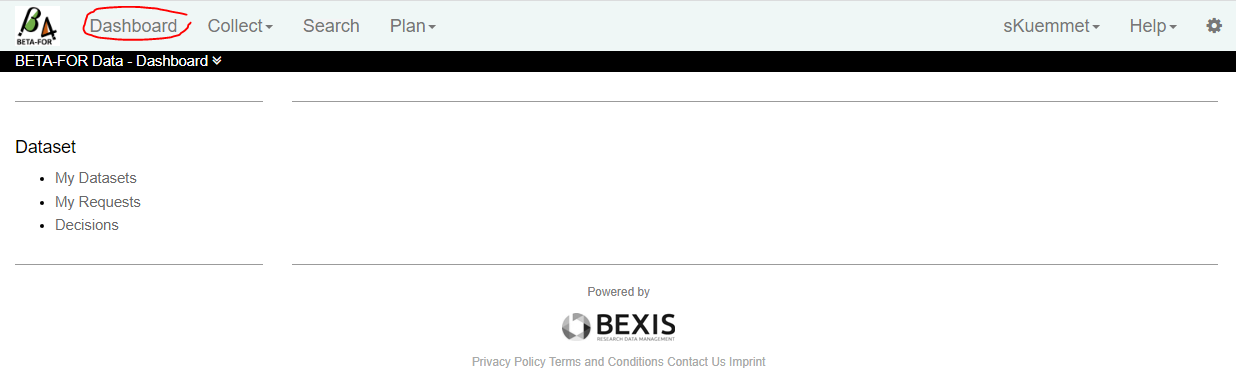 BETA-FOR Dashboard Collect Search Plan sKuemmet Help
BETA-FOR Data - Dashboard
Dataset
My Datasets
My Requests
Decisions
Powered by
BEXIS
RESEARCH DATA MANAGEMENT
Privacy Policy Terms and Conditions Contact Us Imprint